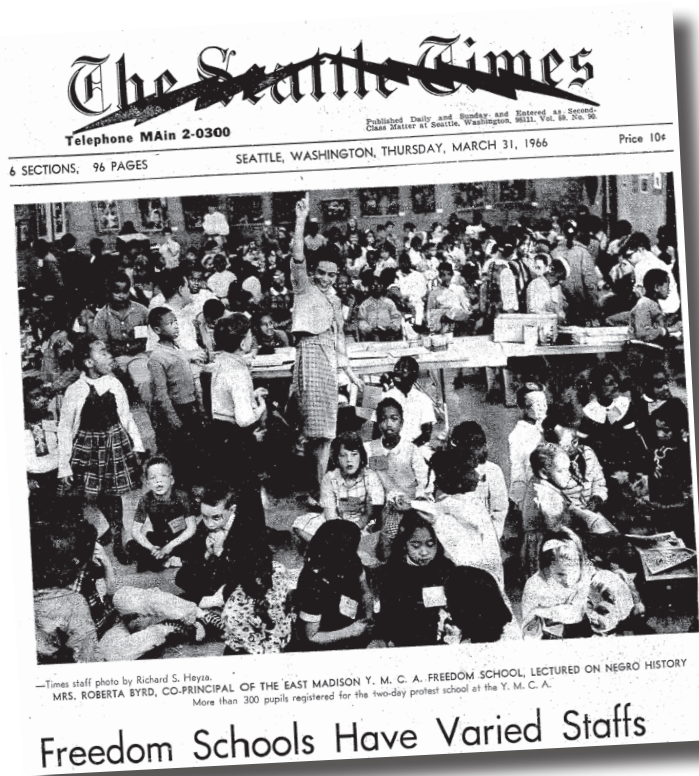 The Seattle Times
Telephone MAin 2-0300
Published Daily and Sunday and Entered as Second-
Class Matter at Seattle, Washington, 98111, Vol. 89, No. 90.
6 SECTIONS, 96 PAGES
SEATTLE, WASHINGTON, THURSDAY, MARCH 31, 1966
Price 10¢
—Times staff photo by Richard S. Heyza.
MRS. ROBERTA BYRD, CO-PRINCIPAL OF THE EAST MADISON Y. M. C. A. FREEDOM SCHOOL, LECTURED ON NEGRO HISTORY
More than 300 pupils registered for the two-day protest school at the Y. M. C. A.
Freedom Schools Have Varied Staffs